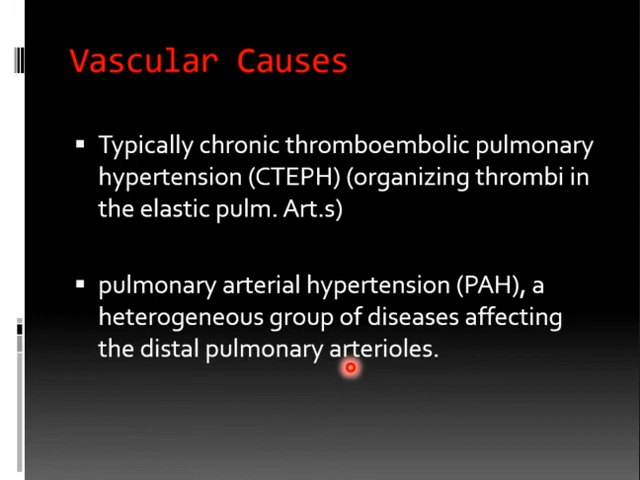 Vascular Causes
▪ Typically chronic thromboembolic pulmonary
hypertension (CTEPH) (organizing thrombi in
the elastic pulm. Art.s)
▪ pulmonary arterial hypertension (PAH), a
heterogeneous group of diseases affecting
the distal pulmonary arterioles.